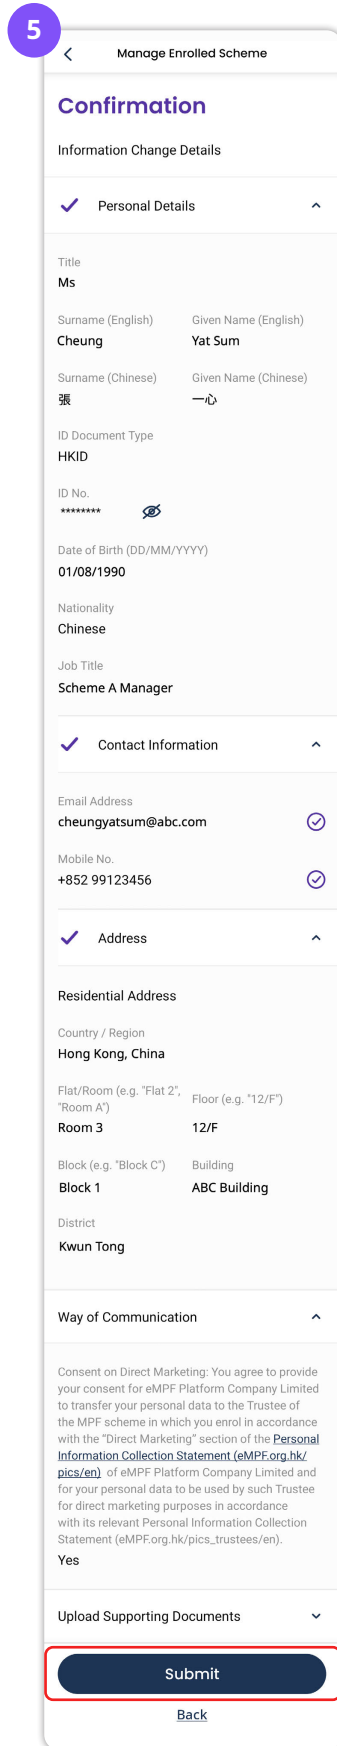 5
Manage Enrolled Scheme
Confirmation
Information Change Details
Personal Details
Title
Ms
Surname (English) Given Name (English)
Cheung Yat Sum
Surname (Chinese) Given Name (Chinese)
張 一心
ID Document Type
HKID
ID No.
********
Date of Birth (DD/MM/YYYY)
01/08/1990
Nationality
Chinese
Job Title
Scheme A Manager
Contact Information
Email Address
cheungyatsum@abc.com
Mobile No.
+852 99123456
Address
Residential Address
Country / Region
Hong Kong, China
Flat/Room (e.g. "Flat 2", Floor (e.g. "12/F")
"Room A")
Room 3 12/F
Block (e.g. "Block C") Building
Block 1 ABC Building
District
Kwun Tong
Way of Communication
Consent on Direct Marketing: You agree to provide
your consent for eMPF Platform Company Limited
to transfer your personal data to the Trustee of
the MPF scheme in which you enrol in accordance
with the “Direct Marketing” section of the Personal
Information Collection Statement (eMPF.org.hk/
pics/en) of eMPF Platform Company Limited and
for your personal data to be used by such Trustee
for direct marketing purposes in accordance
with its relevant Personal Information Collection
Statement (eMPF.org.hk/pics_trustees/en).
Yes
Upload Supporting Documents
Submit
Back